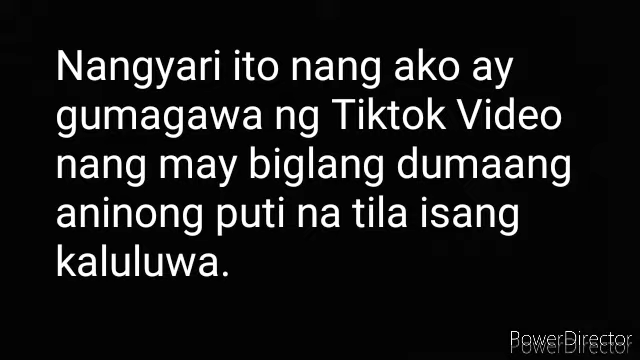 Nangyari ito nang ako ay
gumagawa ng Tiktok Video
nang may biglang dumaang
aninong puti na tila isang
kaluluwa.
PowerDirector